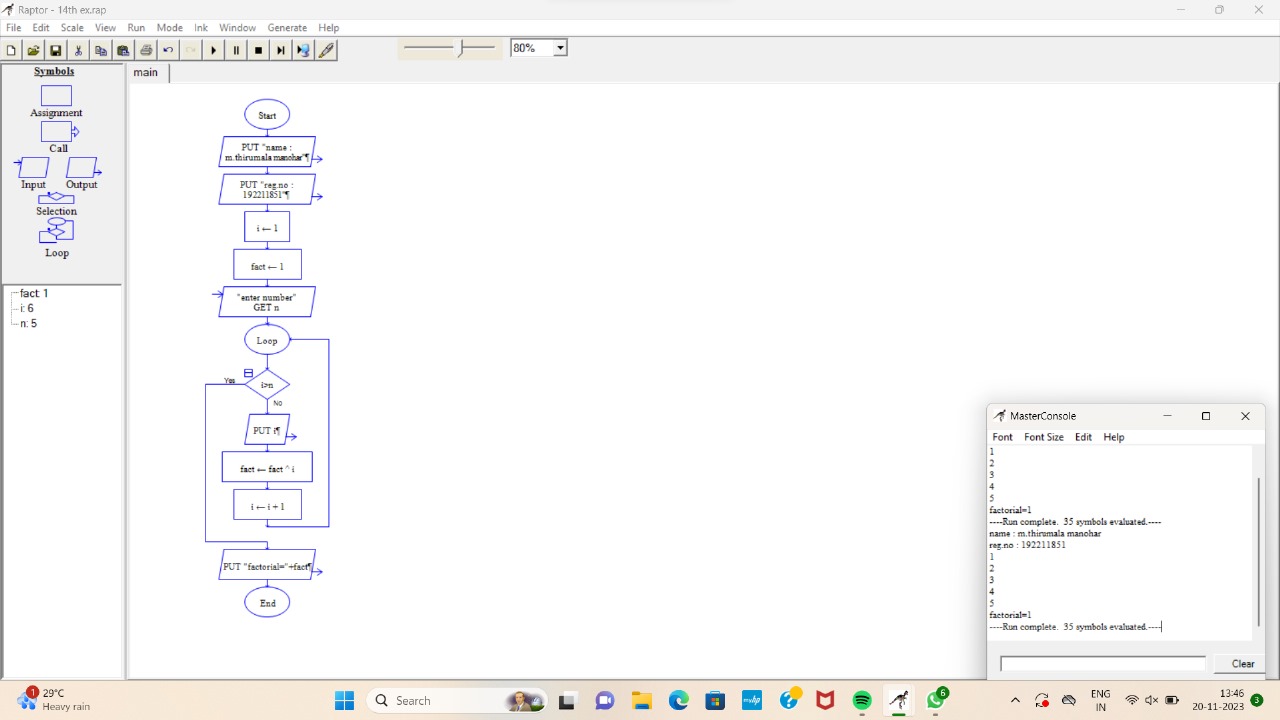 Raptor - 14th ex.rap
File Edit Scale View Run Mode Ink Window Generate Help
80%
Symbols
Assignment
Call
Input Output
Selection
Loop
fact: 1
i: 6
n: 5
main
Start
PUT "name :
m.thirumala manohar"¶
PUT "reg.no :
192211851"¶
i ← 1
fact ← 1
"enter number"
GET n
Loop
Yes
i>n
No
PUT i¶
fact ← fact ^ i
i ← i + 1
PUT "factorial="+fact¶
End
MasterConsole
Font Font Size Edit Help
1
2
3
4
5
factorial=1
----Run complete. 35 symbols evaluated.----
name : m.thirumala manohar
reg.no : 192211851
1
2
3
4
5
factorial=1
----Run complete. 35 symbols evaluated.----
Clear
1
29°C
Heavy rain
Search
myhp
6
ENG
IN
13:46
20-11-2023
3